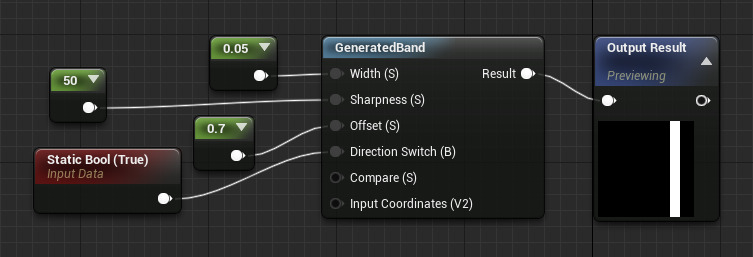 0.05
50
0.7
Static Bool (True)
Input Data
GeneratedBand
Width (S)
Result
Sharpness (S)
Offset (S)
Direction Switch (B)
Compare (S)
Input Coordinates (V2)
Output Result
Previewing